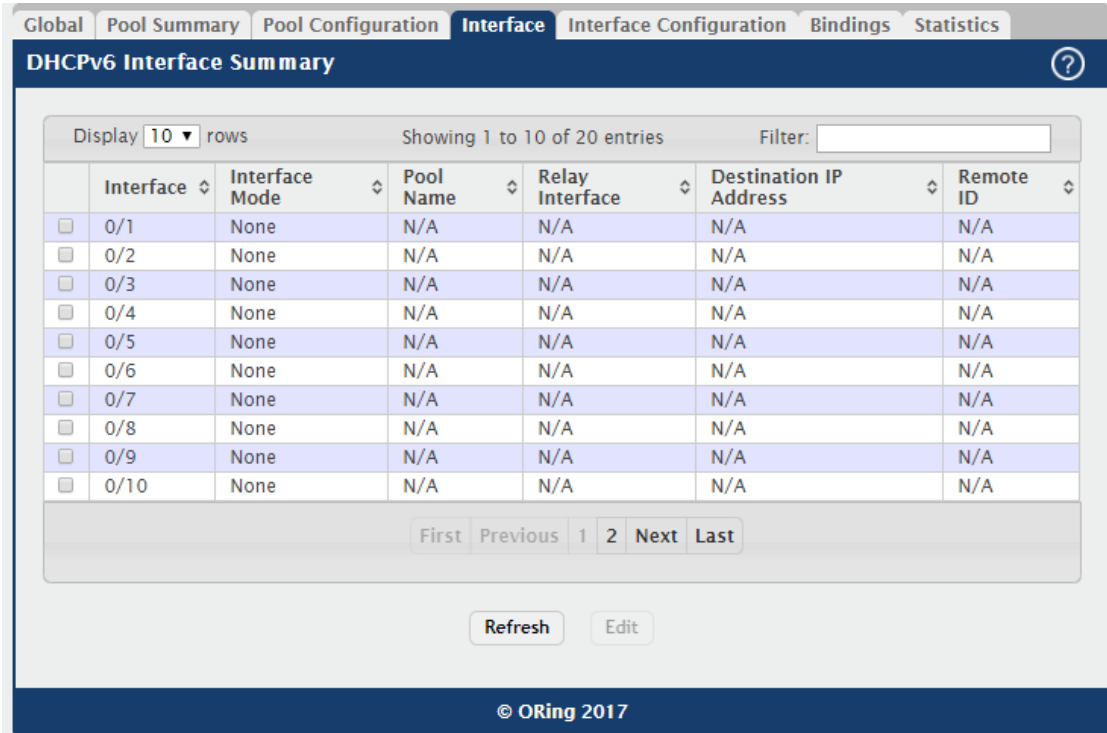 Global Pool Summary Pool Configuration Interface Interface Configuration Bindings Statistics
DHCPv6 Interface Summary ?
Display 10 rows Showing 1 to 10 of 20 entries Filter:
Interface Interface Mode Pool Name Relay Interface Destination IP Address Remote ID
0/1 None N/A N/A N/A N/A
0/2 None N/A N/A N/A N/A
0/3 None N/A N/A N/A N/A
0/4 None N/A N/A N/A N/A
0/5 None N/A N/A N/A N/A
0/6 None N/A N/A N/A N/A
0/7 None N/A N/A N/A N/A
0/8 None N/A N/A N/A N/A
0/9 None N/A N/A N/A N/A
0/10 None N/A N/A N/A N/A
First Previous 1 2 Next Last
Refresh Edit
© ORing 2017